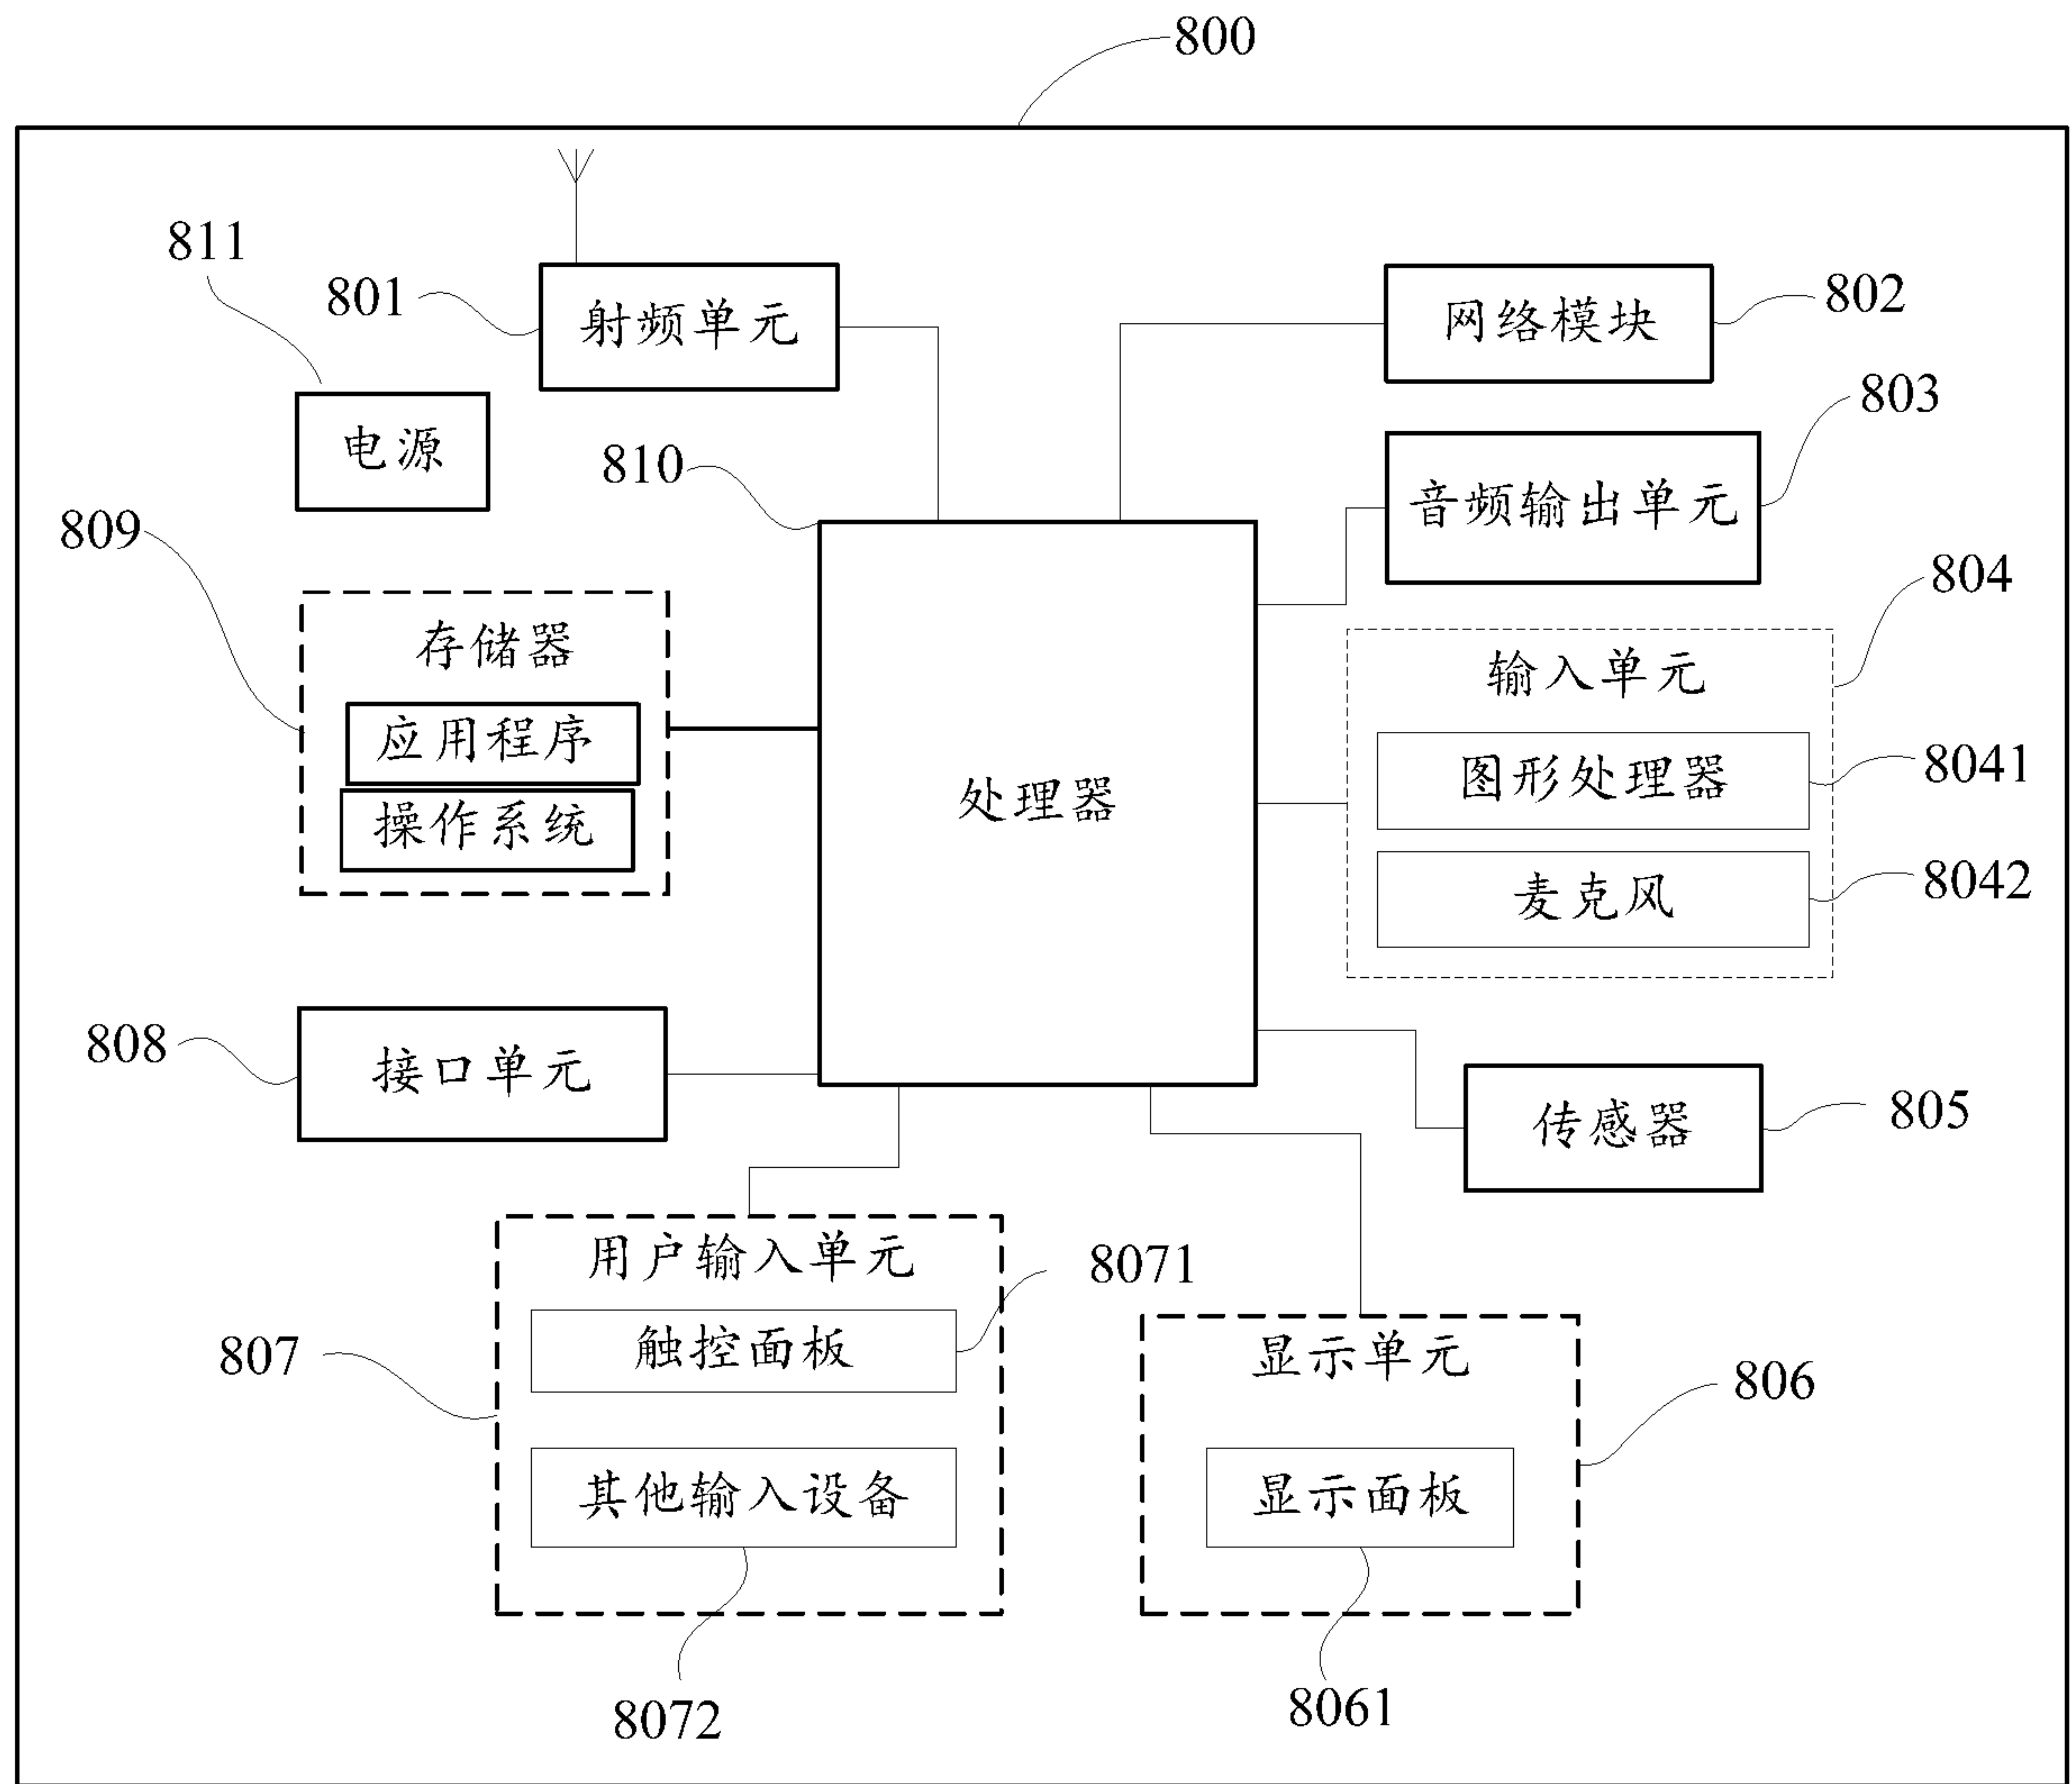 800
811
801
射频单元
网络模块
802
电源
810
音频输出单元
803
809
存储器
应用程序
操作系统
处理器
输入单元
804
图形处理器
8041
麦克风
8042
808
接口单元
传感器
805
用户输入单元
8071
触控面板
807
其他输入设备
8072
显示单元
806
显示面板
8061